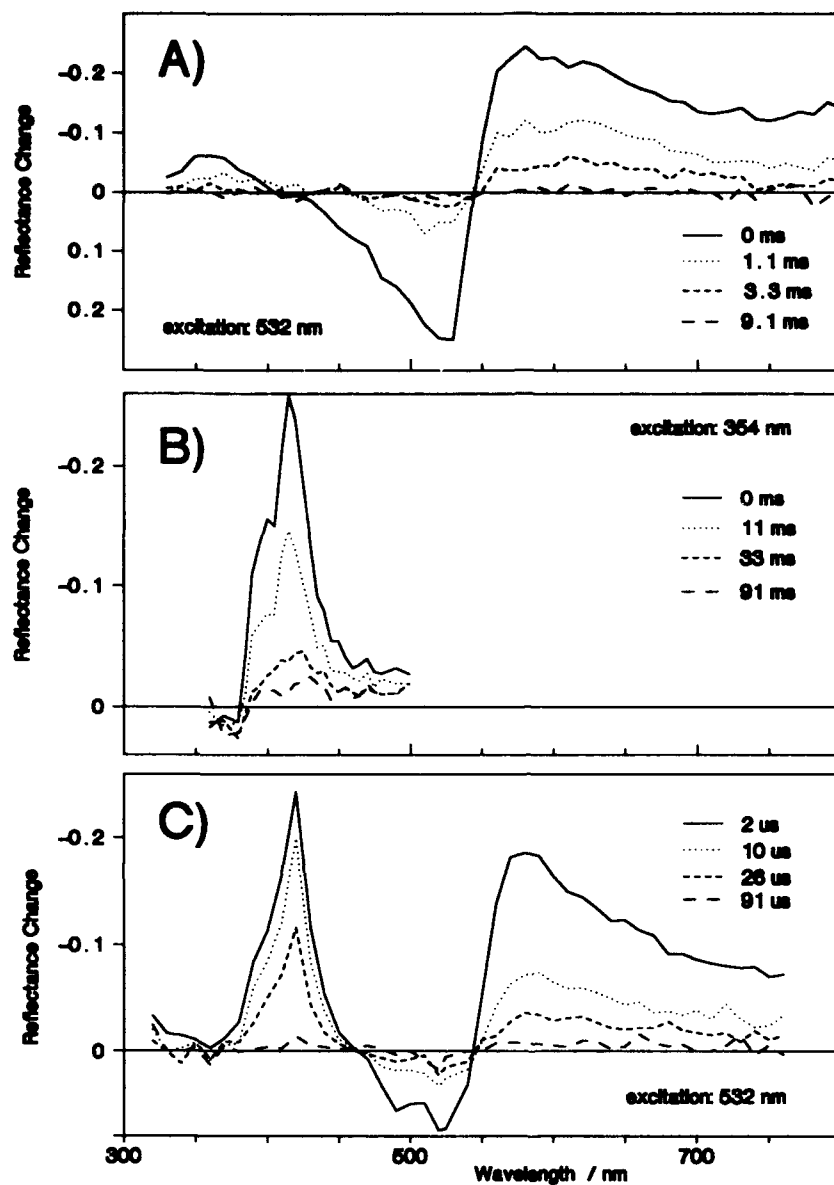 A)
Reflectance Change
-0.2
-0.1
0
0.1
0.2
0 ms
1.1 ms
3.3 ms
9.1 ms
excitation: 532 nm
B)
Reflectance Change
-0.2
-0.1
0
excitation: 354 nm
0 ms
11 ms
33 ms
91 ms
C)
Reflectance Change
-0.2
-0.1
0
2 us
10 us
26 us
91 us
excitation: 532 nm
300
500
700
Wavelength / nm